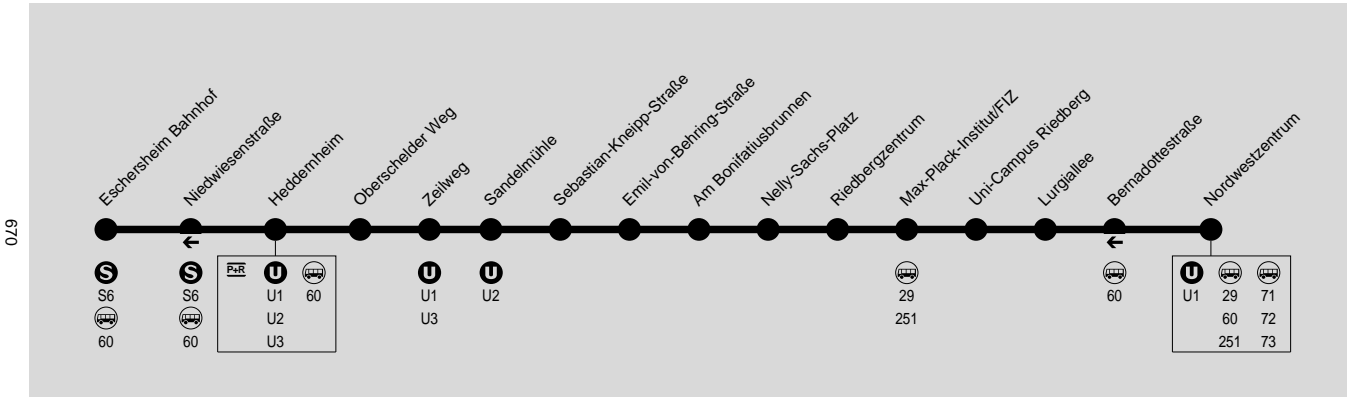 670
Eschersheim Bahnhof
Niedwiesenstraße
Heddernheim
Oberschelder Weg
Zeilweg
Sandelmühle
Sebastian-Kneipp-Straße
Emil-von-Behring-Straße
Am Bonifatiusbrunnen
Nelly-Sachs-Platz
Riedbergzentrum
Max-Plack-Institut/FIZ
Uni-Campus Riedberg
Lurgiallee
Bernadottestraße
Nordwestzentrum
S
S6
60
S
S6
60
P+R
U
U1
U2
U3
60
U
U1
U3
U
U2
29
251
60
U
U1
29
60
251
71
72
73